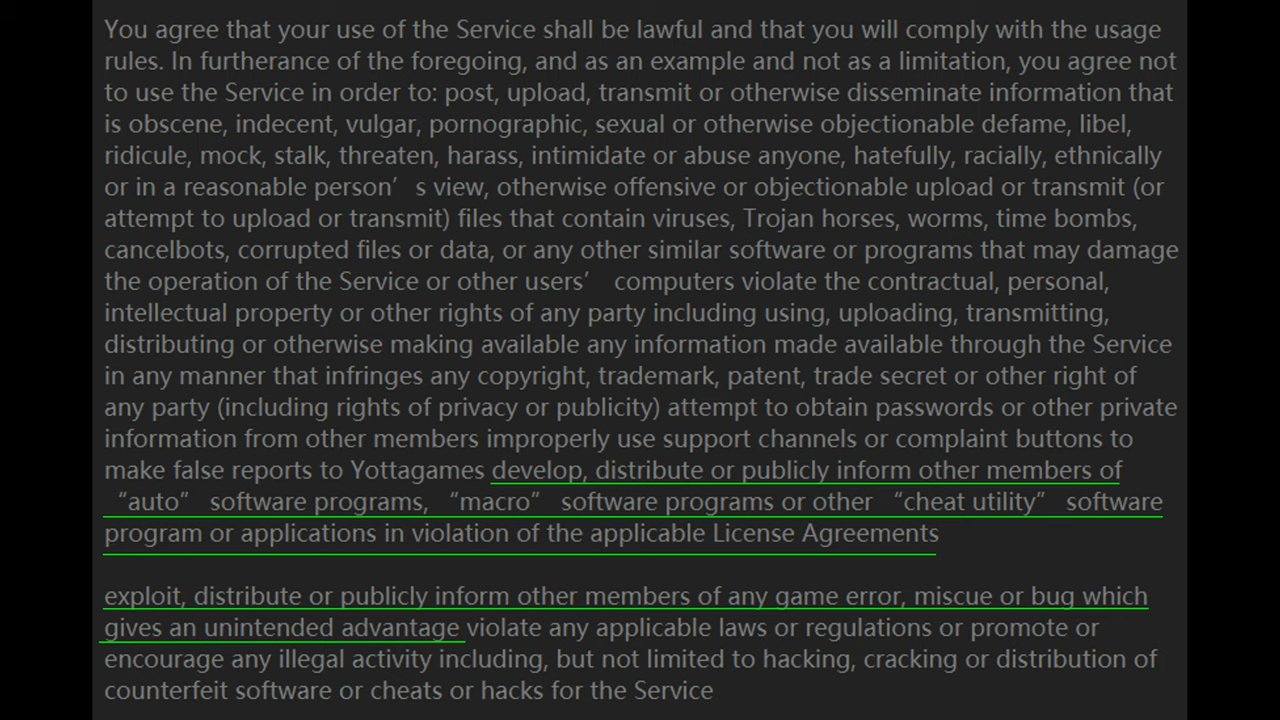 You agree that your use of the Service shall be lawful and that you will comply with the usage
rules. In furtherance of the foregoing, and as an example and not as a limitation, you agree not
to use the Service in order to: post, upload, transmit or otherwise disseminate information that
is obscene, indecent, vulgar, pornographic, sexual or otherwise objectionable defame, libel,
ridicule, mock, stalk, threaten, harass, intimidate or abuse anyone, hatefully, racially, ethnically
or in a reasonable person’s view, otherwise offensive or objectionable upload or transmit (or
attempt to upload or transmit) files that contain viruses, Trojan horses, worms, time bombs,
cancelbots, corrupted files or data, or any other similar software or programs that may damage
the operation of the Service or other users’ computers violate the contractual, personal,
intellectual property or other rights of any party including using, uploading, transmitting,
distributing or otherwise making available any information made available through the Service
in any manner that infringes any copyright, trademark, patent, trade secret or other right of
any party (including rights of privacy or publicity) attempt to obtain passwords or other private
information from other members improperly use support channels or complaint buttons to
make false reports to Yottagames develop, distribute or publicly inform other members of
“auto” software programs, “macro” software programs or other “cheat utility” software
program or applications in violation of the applicable License Agreements
exploit, distribute or publicly inform other members of any game error, miscue or bug which
gives an unintended advantage violate any applicable laws or regulations or promote or
encourage any illegal activity including, but not limited to hacking, cracking or distribution of
counterfeit software or cheats or hacks for the Service